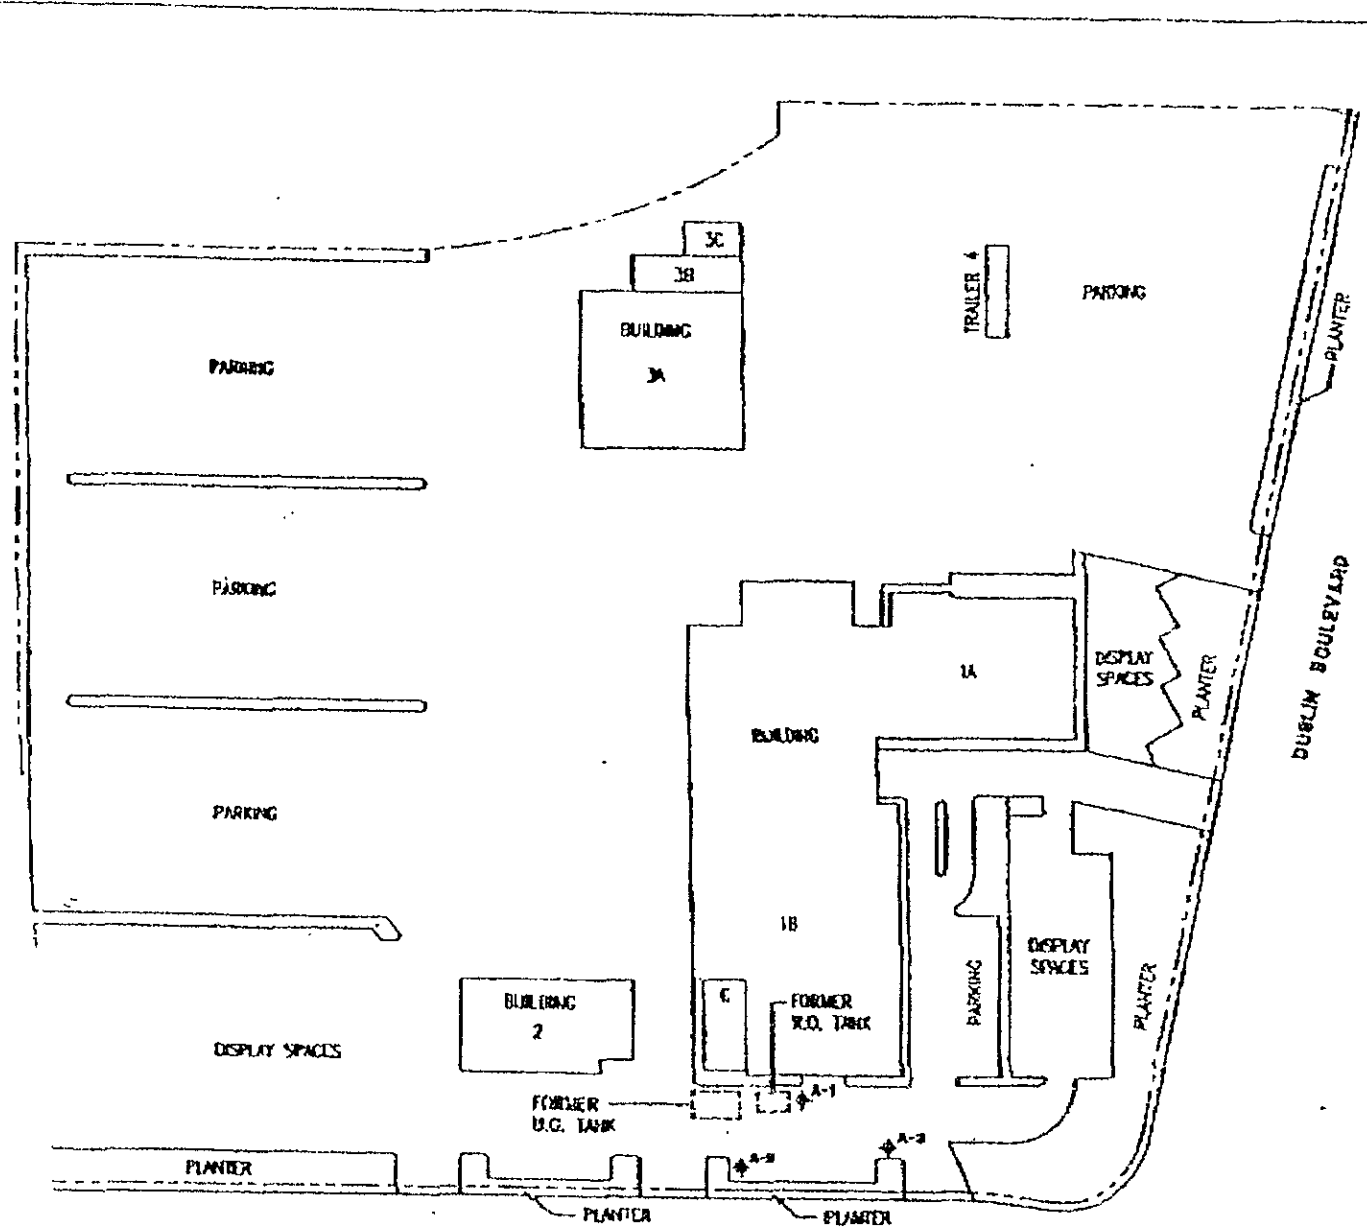 3C
3B
BUILDING
3A
TRAILER 4
PARKING
PLANTER
PARKING
PARKING
PARKING
DUBLIN BOULEVARD
1A
DISPLAY
SPACES
PLANTER
BUILDING
1B
DISPLAY
SPACES
PARKING
PLANTER
BUILDING
2
DISPLAY SPACES
FORMER
W.O. TANK
A-1
FORMER
U.G. TANK
PLANTER
PLANTER
PLANTER